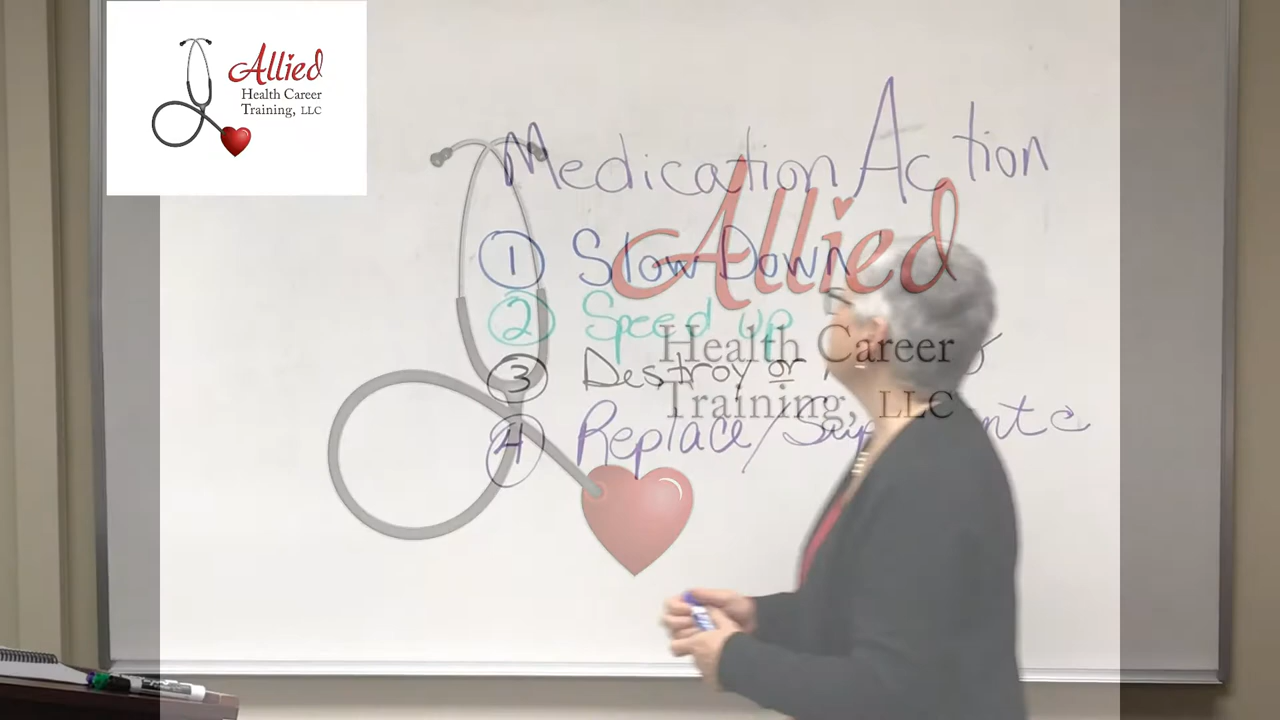 Allied
Health Career
Training, LLC
Medication Action
① Slow Down
② Speed up
③ Destroy or
④ Replace/
Allied
Health Career
Training, LLC